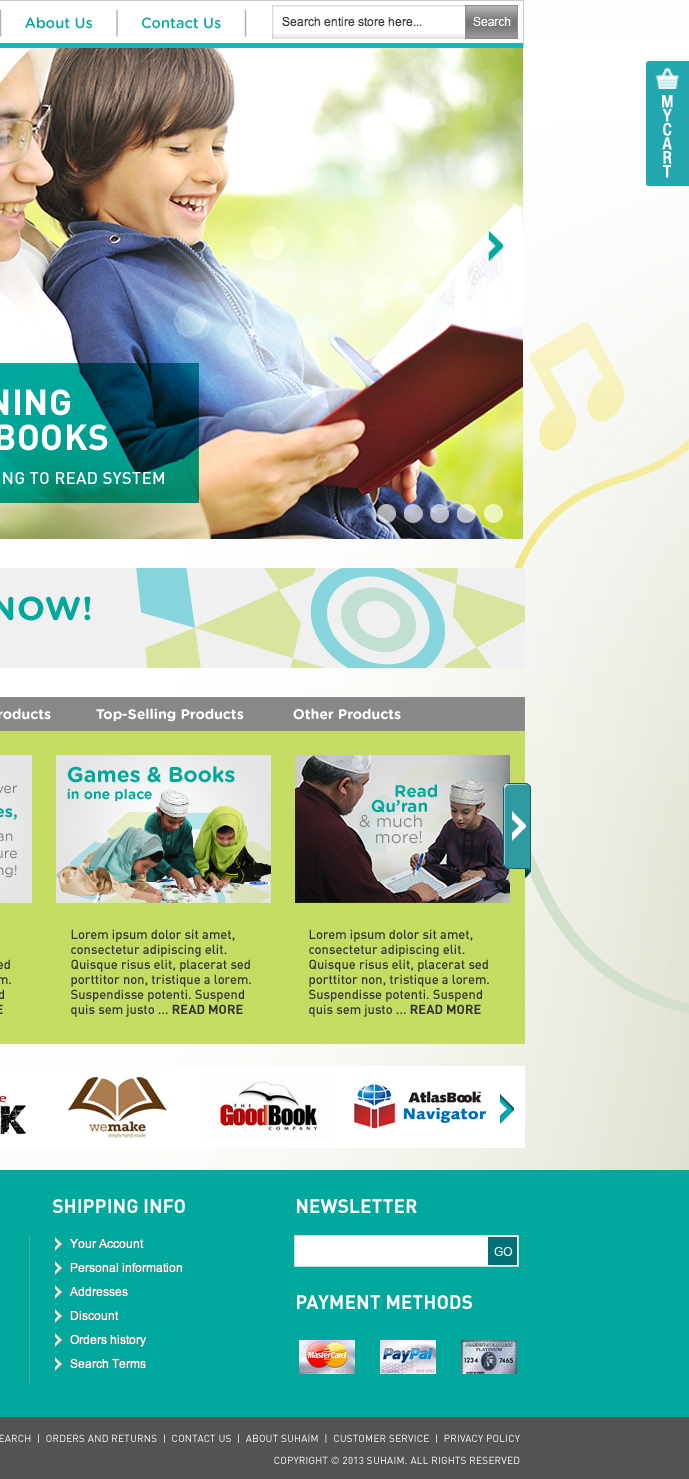 About Us
Contact Us
Search entire store here...
Search
MYCART
NING
BOOKS
NG TO READ SYSTEM
NOW!
roducts
Top-Selling Products
Other Products
ver
es,
an
ure
ng!
Games & Books
in one place
Read
Qu'ran
& much
more!
ed
m.
d
E
Lorem ipsum dolor sit amet,
consectetur adipiscing elit.
Quisque risus elit, placerat sed
porttitor non, tristique a lorem.
Suspendisse potenti. Suspend
quis sem justo ... READ MORE
Lorem ipsum dolor sit amet,
consectetur adipiscing elit.
Quisque risus elit, placerat sed
porttitor non, tristique a lorem.
Suspendisse potenti. Suspend
quis sem justo ... READ MORE
e
K
wemake
simply hand made
THE
GoodBook
COMPANY
AtlasBook™
Navigator
SHIPPING INFO
Your Account
Personal information
Addresses
Discount
Orders history
Search Terms
NEWSLETTER
GO
PAYMENT METHODS
MasterCard
PayPal
PLATINUM
1234 7465
EARCH | ORDERS AND RETURNS | CONTACT US | ABOUT SUHAIM | CUSTOMER SERVICE | PRIVACY POLICY
COPYRIGHT © 2013 SUHAIM. ALL RIGHTS RESERVED